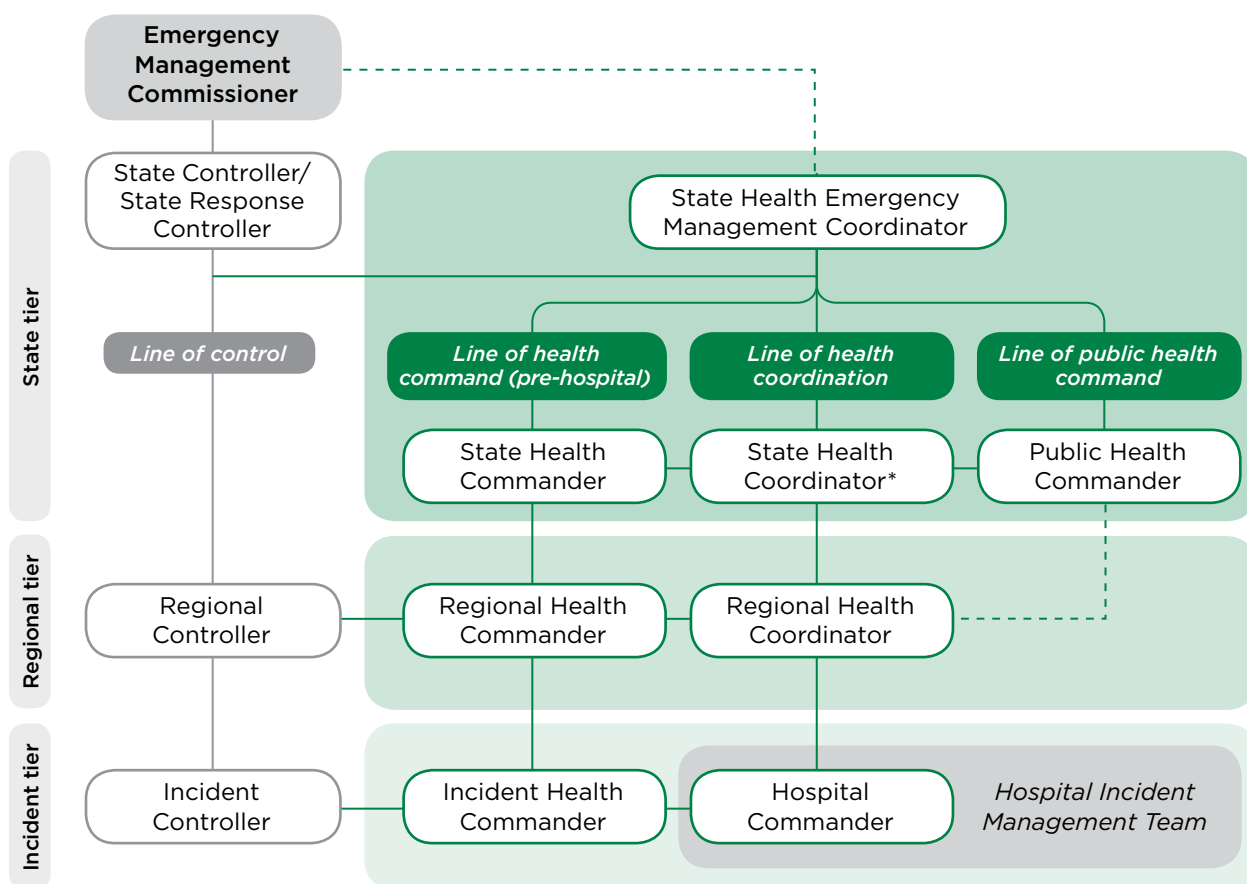 Emergency
Management
Commissioner
State tier
State Controller/
State Response
Controller
State Health Emergency
Management Coordinator
Line of control
Line of health
command (pre-hospital)
Line of health
coordination
Line of public health
command
State Health
Commander
State Health
Coordinator*
Public Health
Commander
Regional tier
Regional
Controller
Regional Health
Commander
Regional Health
Coordinator
Incident tier
Incident
Controller
Incident Health
Commander
Hospital
Commander
Hospital Incident
Management Team